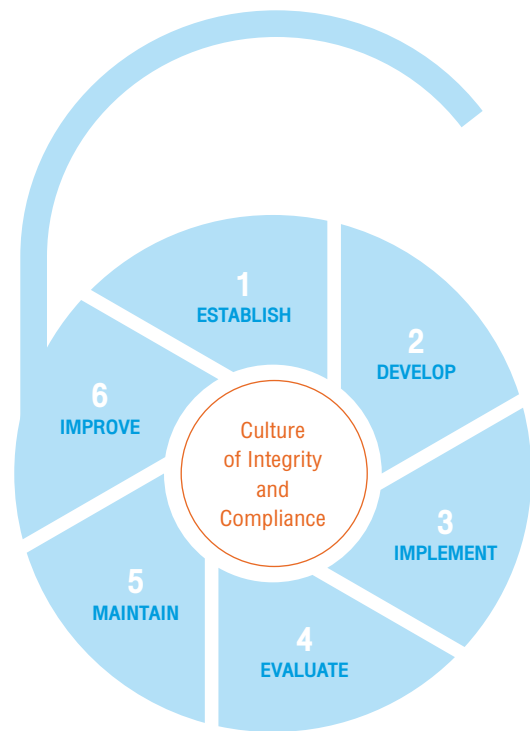 1
ESTABLISH
2
DEVELOP
3
IMPLEMENT
4
EVALUATE
5
MAINTAIN
6
IMPROVE
Culture
of Integrity
and
Compliance